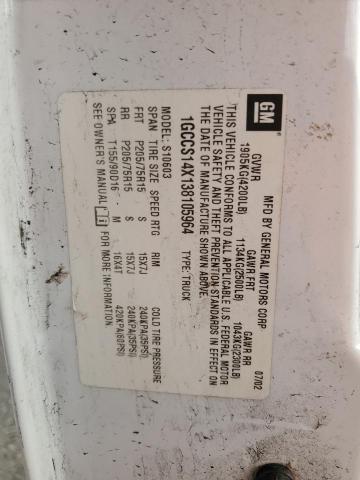 GM
MFD BY GENERAL MOTORS CORP 07/02
GVWR GAWR FRT GAWR RR
1905KG(4200LB) 1134KG(2500LB) 1043KG(2300LB)
THIS VEHICLE CONFORMS TO ALL APPLICABLE U.S. FEDERAL MOTOR
VEHICLE SAFETY AND THEFT PREVENTION STANDARDS IN EFFECT ON
THE DATE OF MANUFACTURE SHOWN ABOVE.
1GCCS14X138105964 TYPE: TRUCK
MODEL: S10603
SPAN TIRE SIZE SPEED RTG RIM COLD TIRE PRESSURE
FRT P205/75R15 S 15X7J 240KPA(35PSI)
RR P205/75R15 S 15X7J 240KPA(35PSI)
SPA T155/90D16 - M 16X4T 420KPA(60PSI)
SEE OWNER'S MANUAL i FOR MORE INFORMATION.